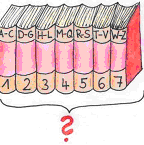 A-C D-G H-L M-Q R-S T-V W-Z
1 2 3 4 5 6 7
?